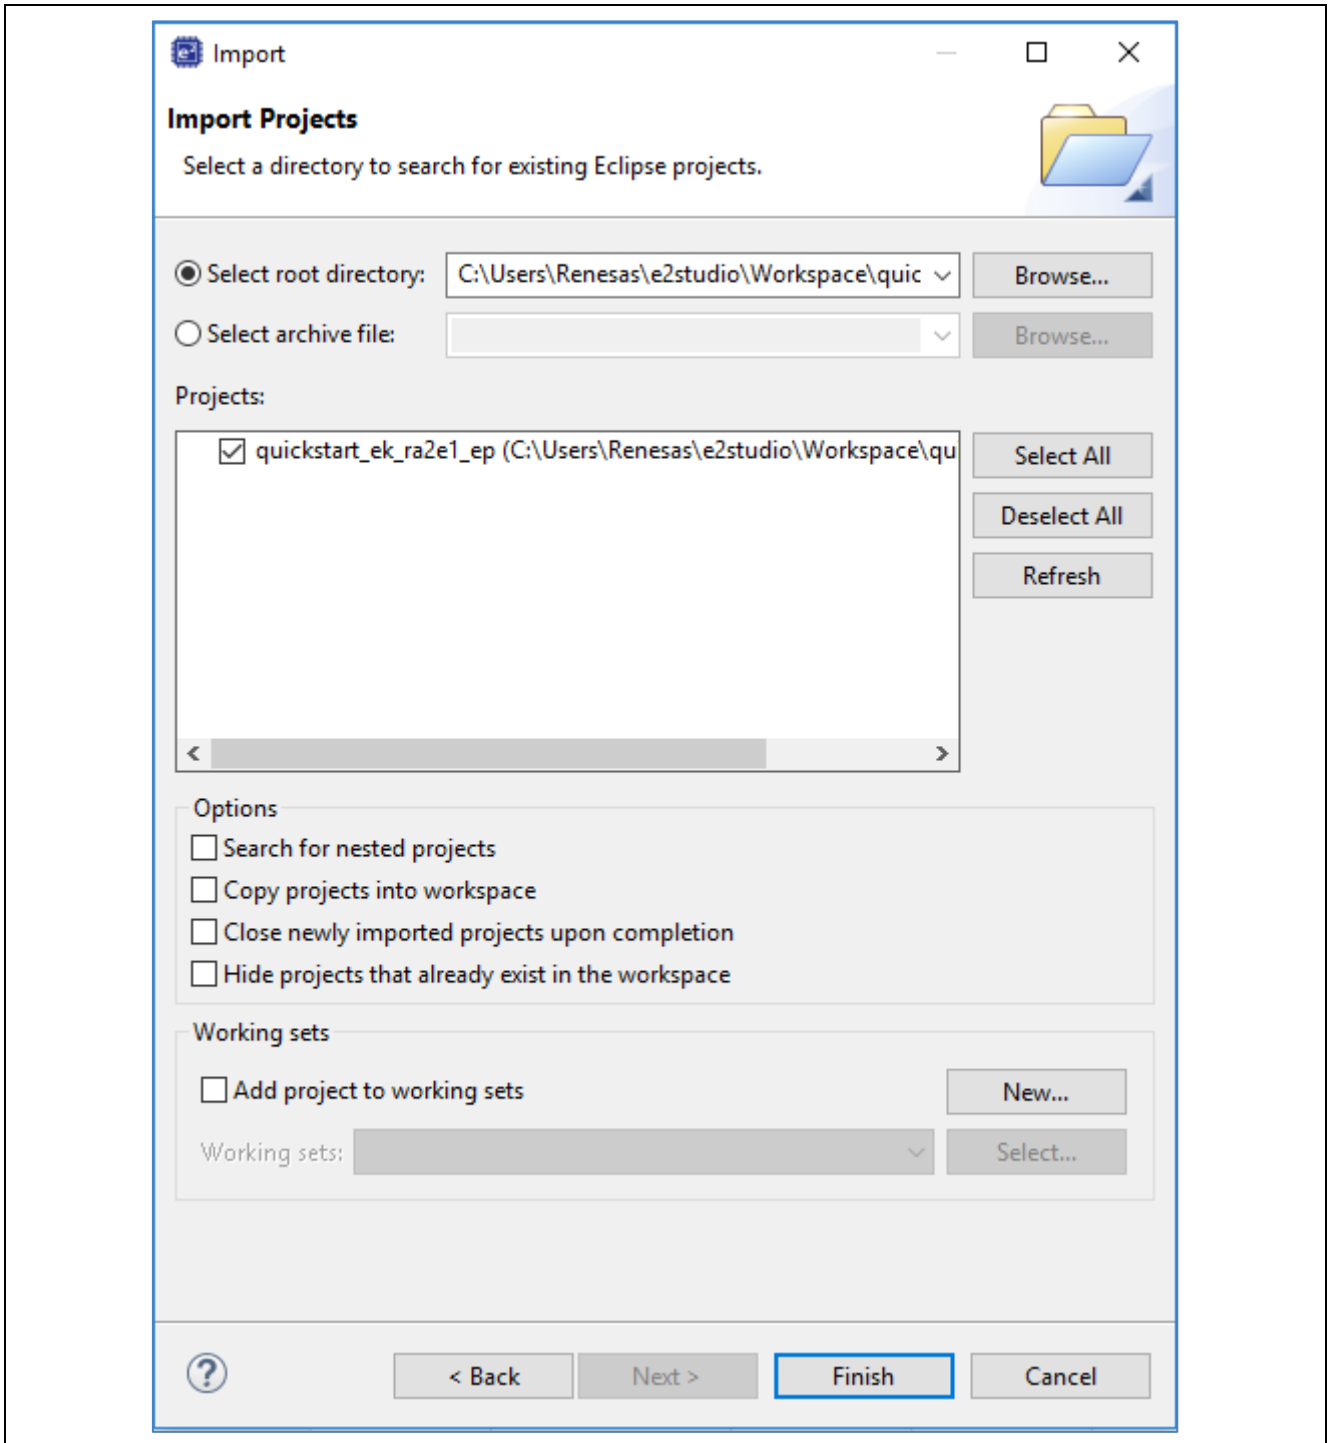 Import
Import Projects
Select a directory to search for existing Eclipse projects.
Select root directory: C:\Users\Renesas\e2studio\Workspace\quic Browse...
Select archive file: Browse...
Projects:
quickstart_ek_ra2e1_ep (C:\Users\Renesas\e2studio\Workspace\qu Select All
Deselect All
Refresh
Options
Search for nested projects
Copy projects into workspace
Close newly imported projects upon completion
Hide projects that already exist in the workspace
Working sets
Add project to working sets New...
Working sets: Select...
< Back Next > Finish Cancel